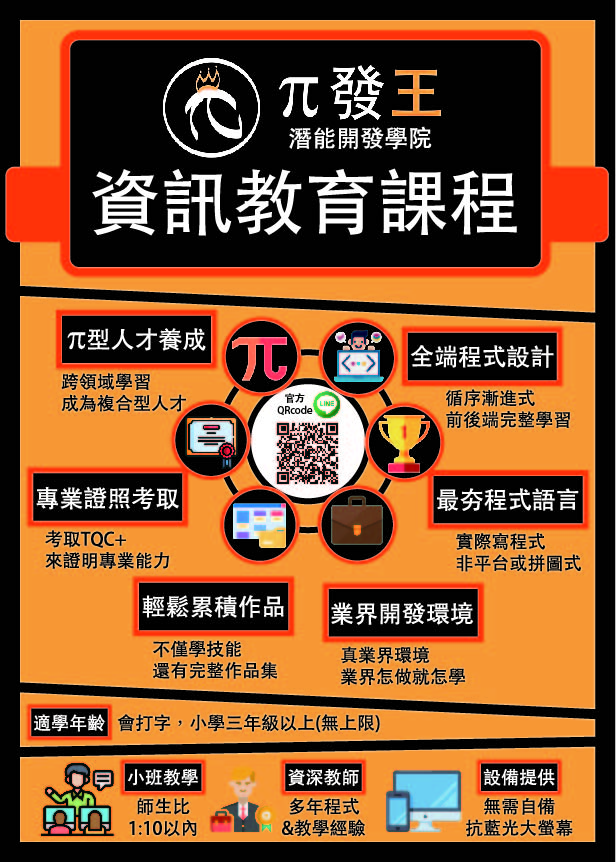 π發王
潛能開發學院
資訊教育課程
π型人才養成
跨領域學習
成為複合型人才
π
全端程式設計
循序漸進式
前後端完整學習
官方
QRcode
LINE
專業證照考取
考取TQC+
來證明專業能力
最夯程式語言
實際寫程式
非平台或拼圖式
輕鬆累積作品
不僅學技能
還有完整作品集
業界開發環境
真業界環境
業界怎做就怎學
適學年齡
會打字，小學三年級以上(無上限)
小班教學
師生比
1:10以內
資深教師
多年程式
&教學經驗
設備提供
無需自備
抗藍光大螢幕